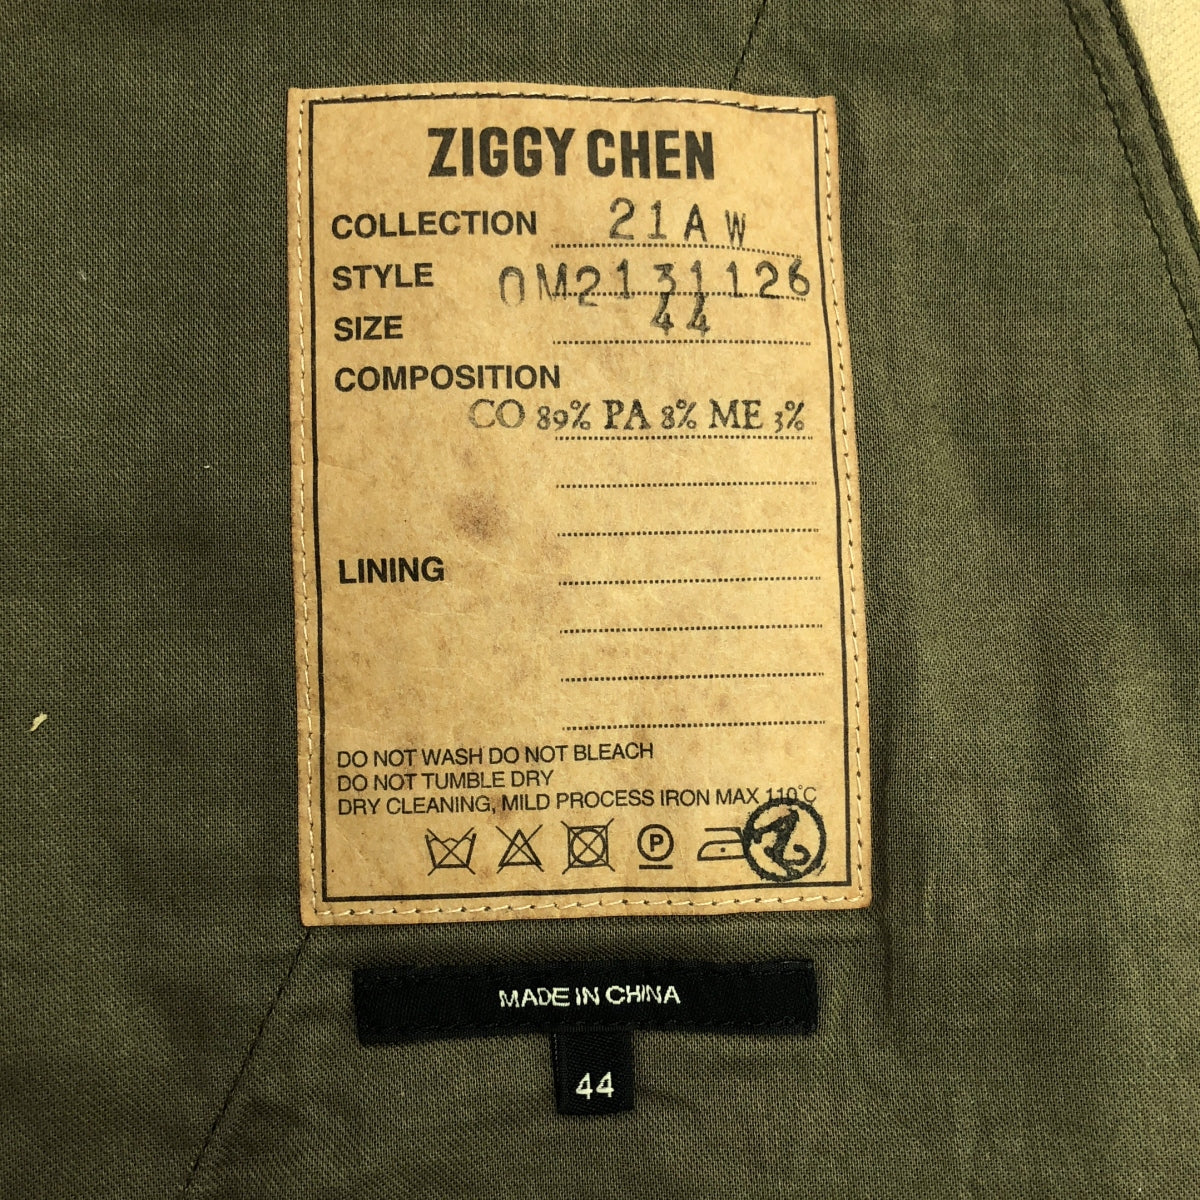 ZIGGY CHEN
COLLECTION 21AW
STYLE 0M2131126
SIZE 44
COMPOSITION
CO 89% PA 8% ME 3%
LINING
DO NOT WASH DO NOT BLEACH
DO NOT TUMBLE DRY
DRY CLEANING, MILD PROCESS IRON MAX 110°C
P
MADE IN CHINA
44